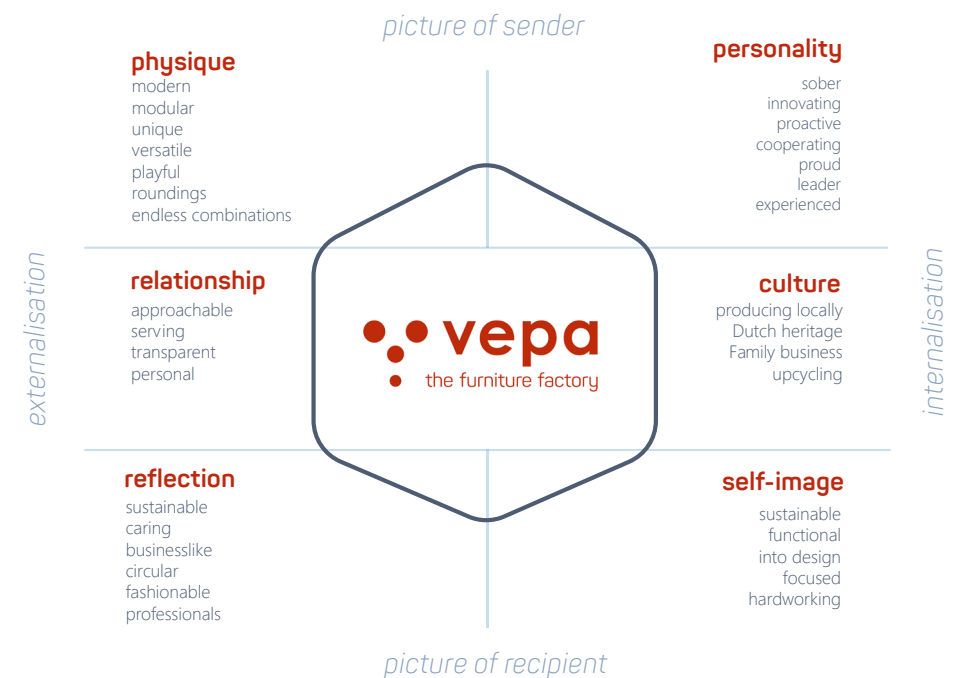 picture of sender
physique
modern
modular
unique
versatile
playful
roundings
endless combinations
personality
sober
innovating
proactive
cooperating
proud
leader
experienced
externalisation
relationship
approachable
serving
transparent
personal
vepa
the furniture factory
culture
producing locally
Dutch heritage
Family business
upcycling
internalisation
reflection
sustainable
caring
businesslike
circular
fashionable
professionals
self-image
sustainable
functional
into design
focused
hardworking
picture of recipient